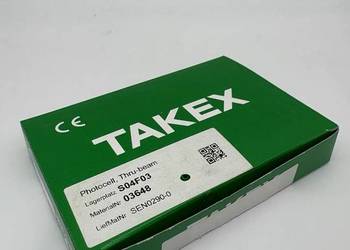 CE
TAKEX
Photocell, Thru-beam
Lagerplatz: S04F03
MaterialNr: 03648
LiefMatNr: SEN0290-0